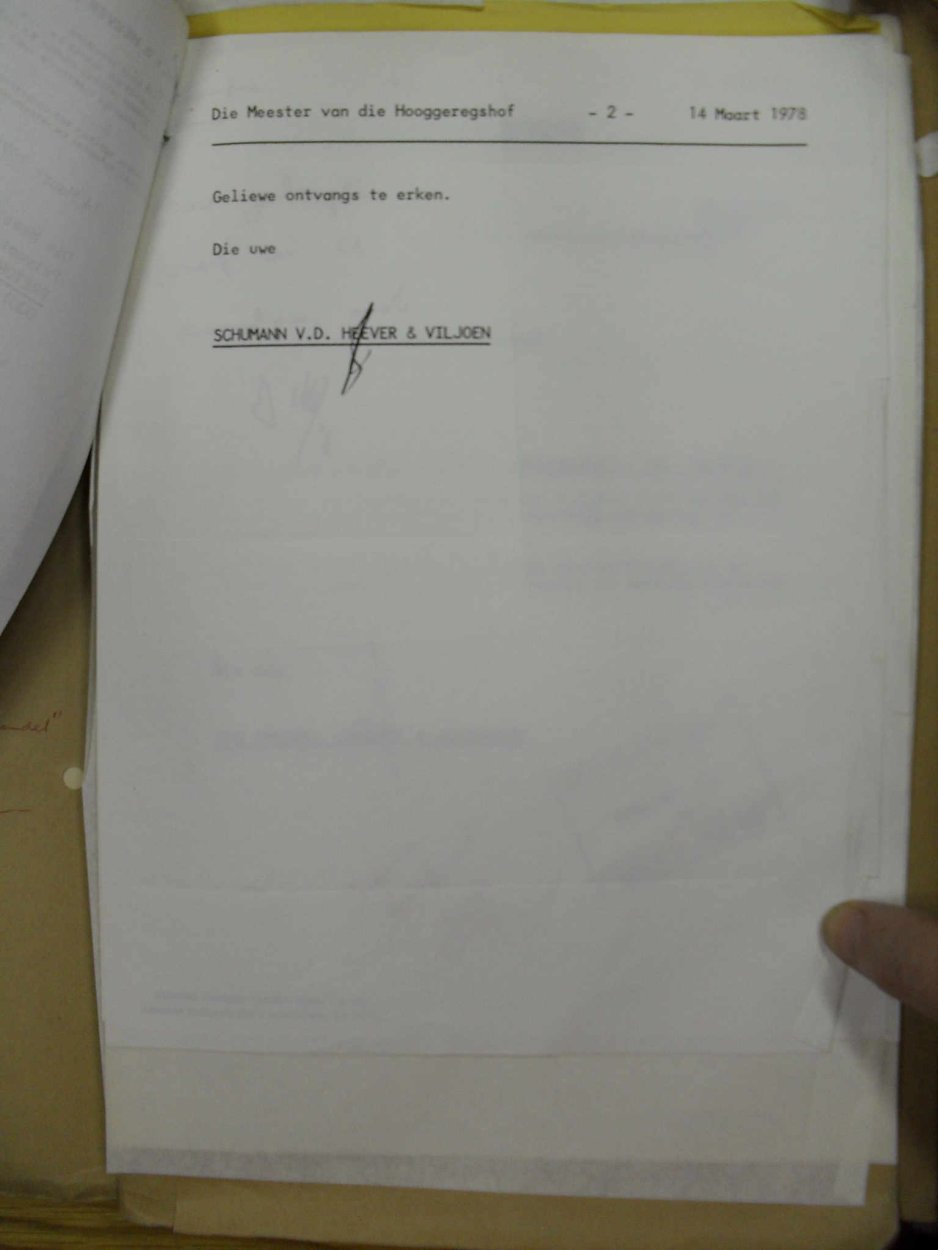 Die Meester van die Hooggeregshof - 2 - 14 Maart 1978
Geliewe ontvangs te erken.
Die uwe
SCHUMANN V.D. HEEVER & VILJOEN